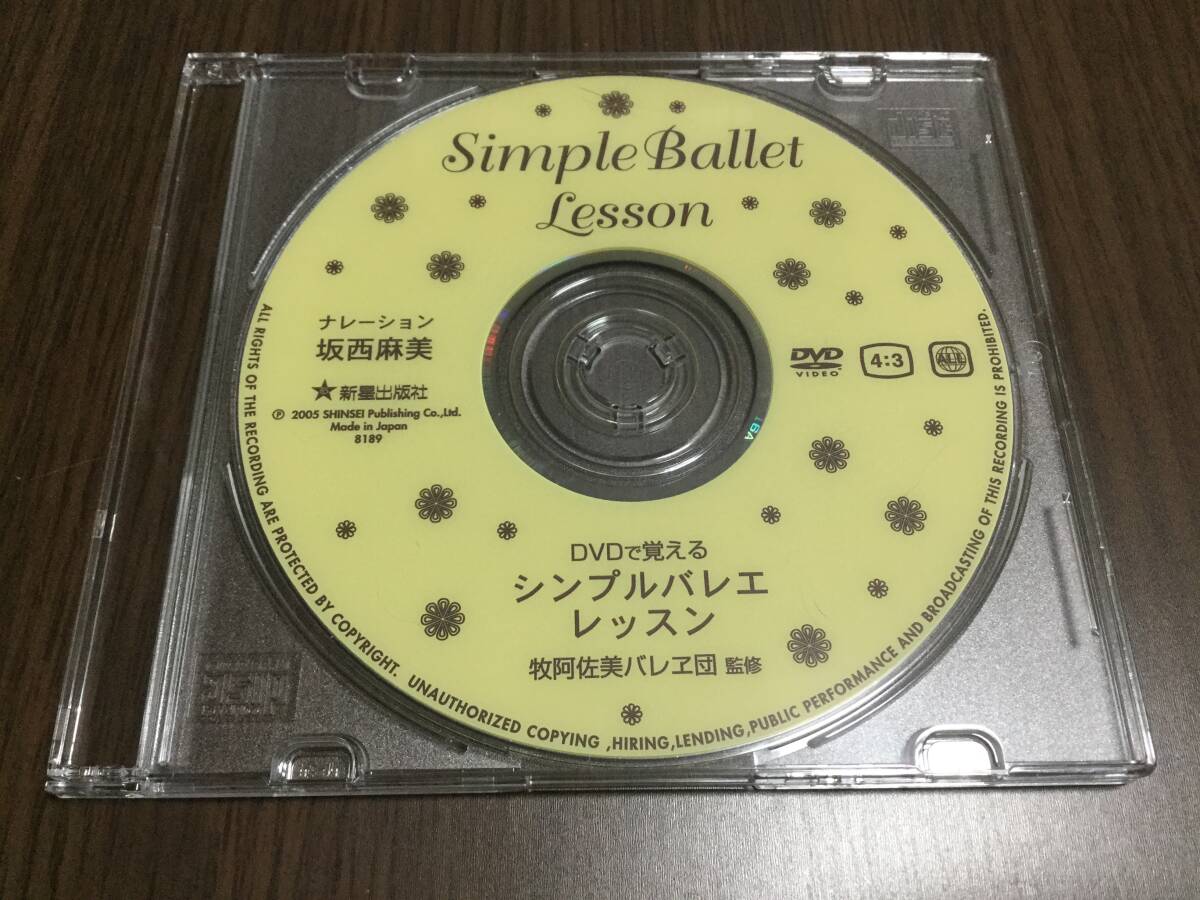 Simple Ballet
Lesson
ナレーション
坂西麻美
新星出版社
Ⓟ 2005 SHINSEI Publishing Co.,Ltd.
Made in Japan
8189
DVD
VIDEO
4:3
ALL
DVDで覚える
シンプルバレエ
レッスン
牧阿佐美バレヱ団 監修
ALL RIGHTS OF THE RECORDING ARE PROTECTED BY COPYRIGHT. UNAUTHORIZED COPYING ,HIRING,LENDING,PUBLIC PERFORMANCE AND BROADCASTING OF THIS RECORDING IS PROHIBITED.